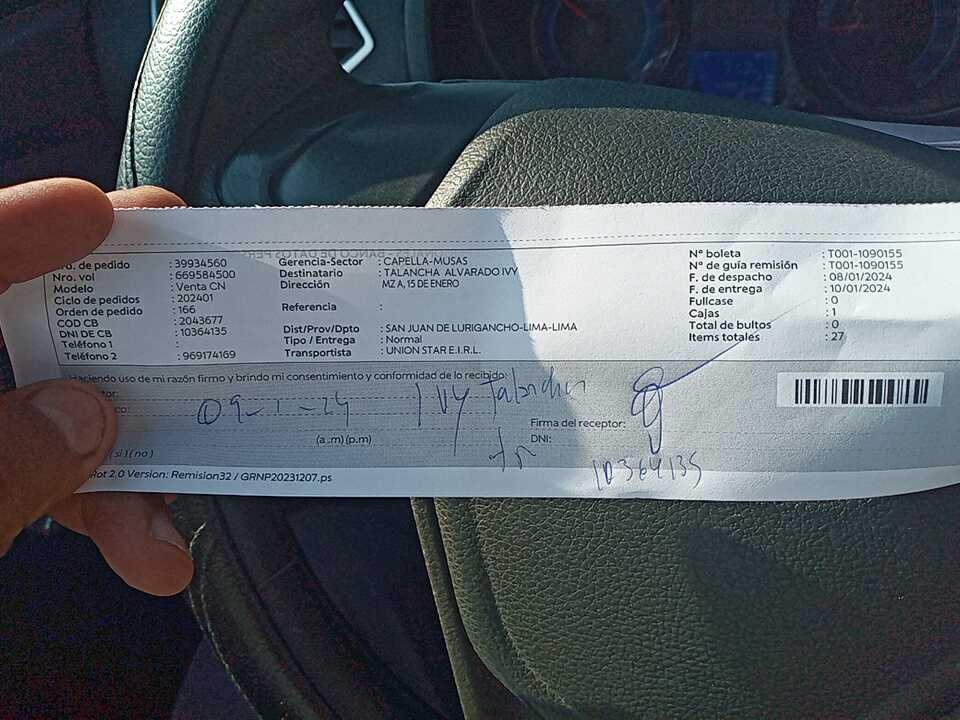 Nro. de pedido : 39934560
Nro. vol : 669584500
Modelo : Venta CN
Ciclo de pedidos : 202401
Orden de pedido : 166
COD CB : 2043677
DNI DE CB : 10364135
Teléfono 1 :
Teléfono 2 : 969174169
Gerencia-Sector : CAPELLA-MUSAS
Destinatario : TALANCHA ALVARADO IVY
Dirección MZ A, 15 DE ENERO
Referencia :
Dist/Prov/Dpto : SAN JUAN DE LURIGANCHO-LIMA-LIMA
Tipo / Entrega : Normal
Transportista : UNION STAR E.I.R.L.
N° boleta : T001-1090155
N° de guía remisión : T001-1090155
F. de despacho : 08/01/2024
F. de entrega : 10/01/2024
Fullcase : 0
Cajas : 1
Total de bultos : 0
Items totales : 27
Haciendo uso de mi razón firmo y brindo mi consentimiento y conformidad de lo recibido:
09-1-24 IVY Talancha
(a.m)(p.m)
Firma del receptor:
DNI:
10364135
( si ) ( no )
Rot 2.0 Version: Remision32 / GRNP20231207.ps